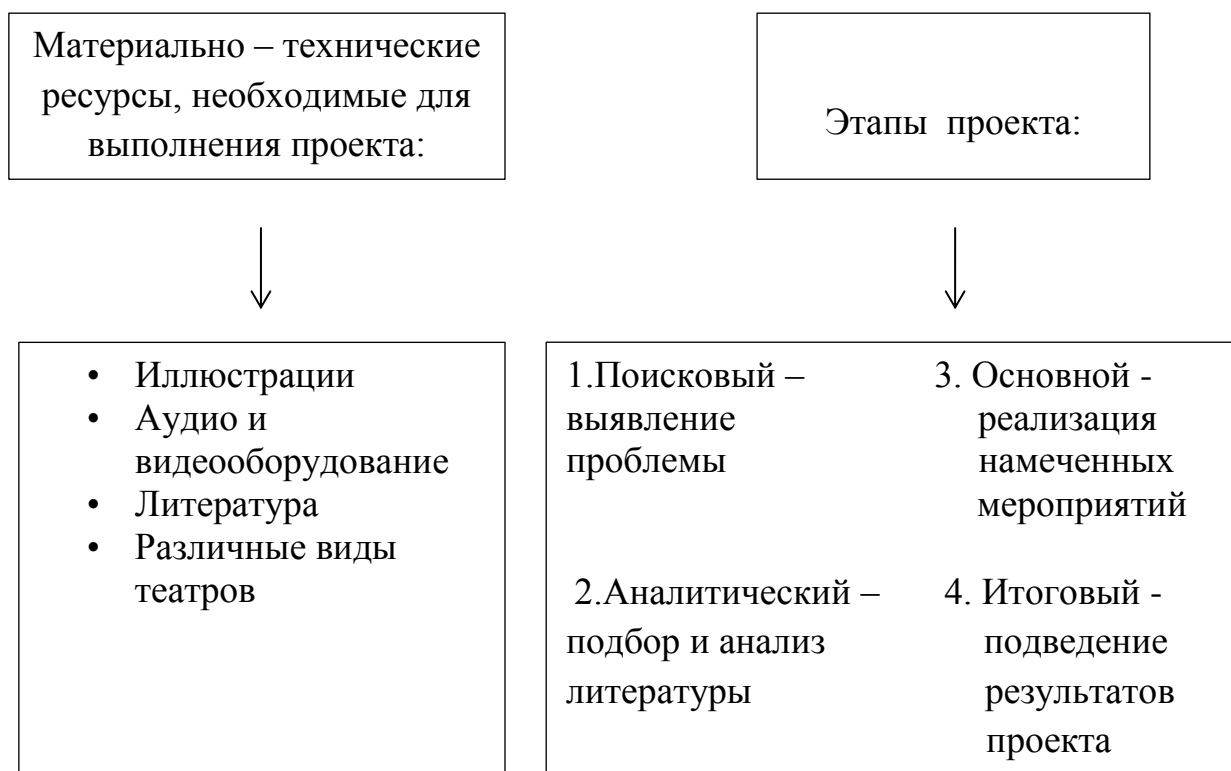 Материально – технические
ресурсы, необходимые для
выполнения проекта:
Этапы проекта:
• Иллюстрации
• Аудио и
видеооборудование
• Литература
• Различные виды
театров
1.Поисковый –
выявление
проблемы
2.Аналитический –
подбор и анализ
литературы
3. Основной -
реализация
намеченных
мероприятий
4. Итоговый -
подведение
результатов
проекта